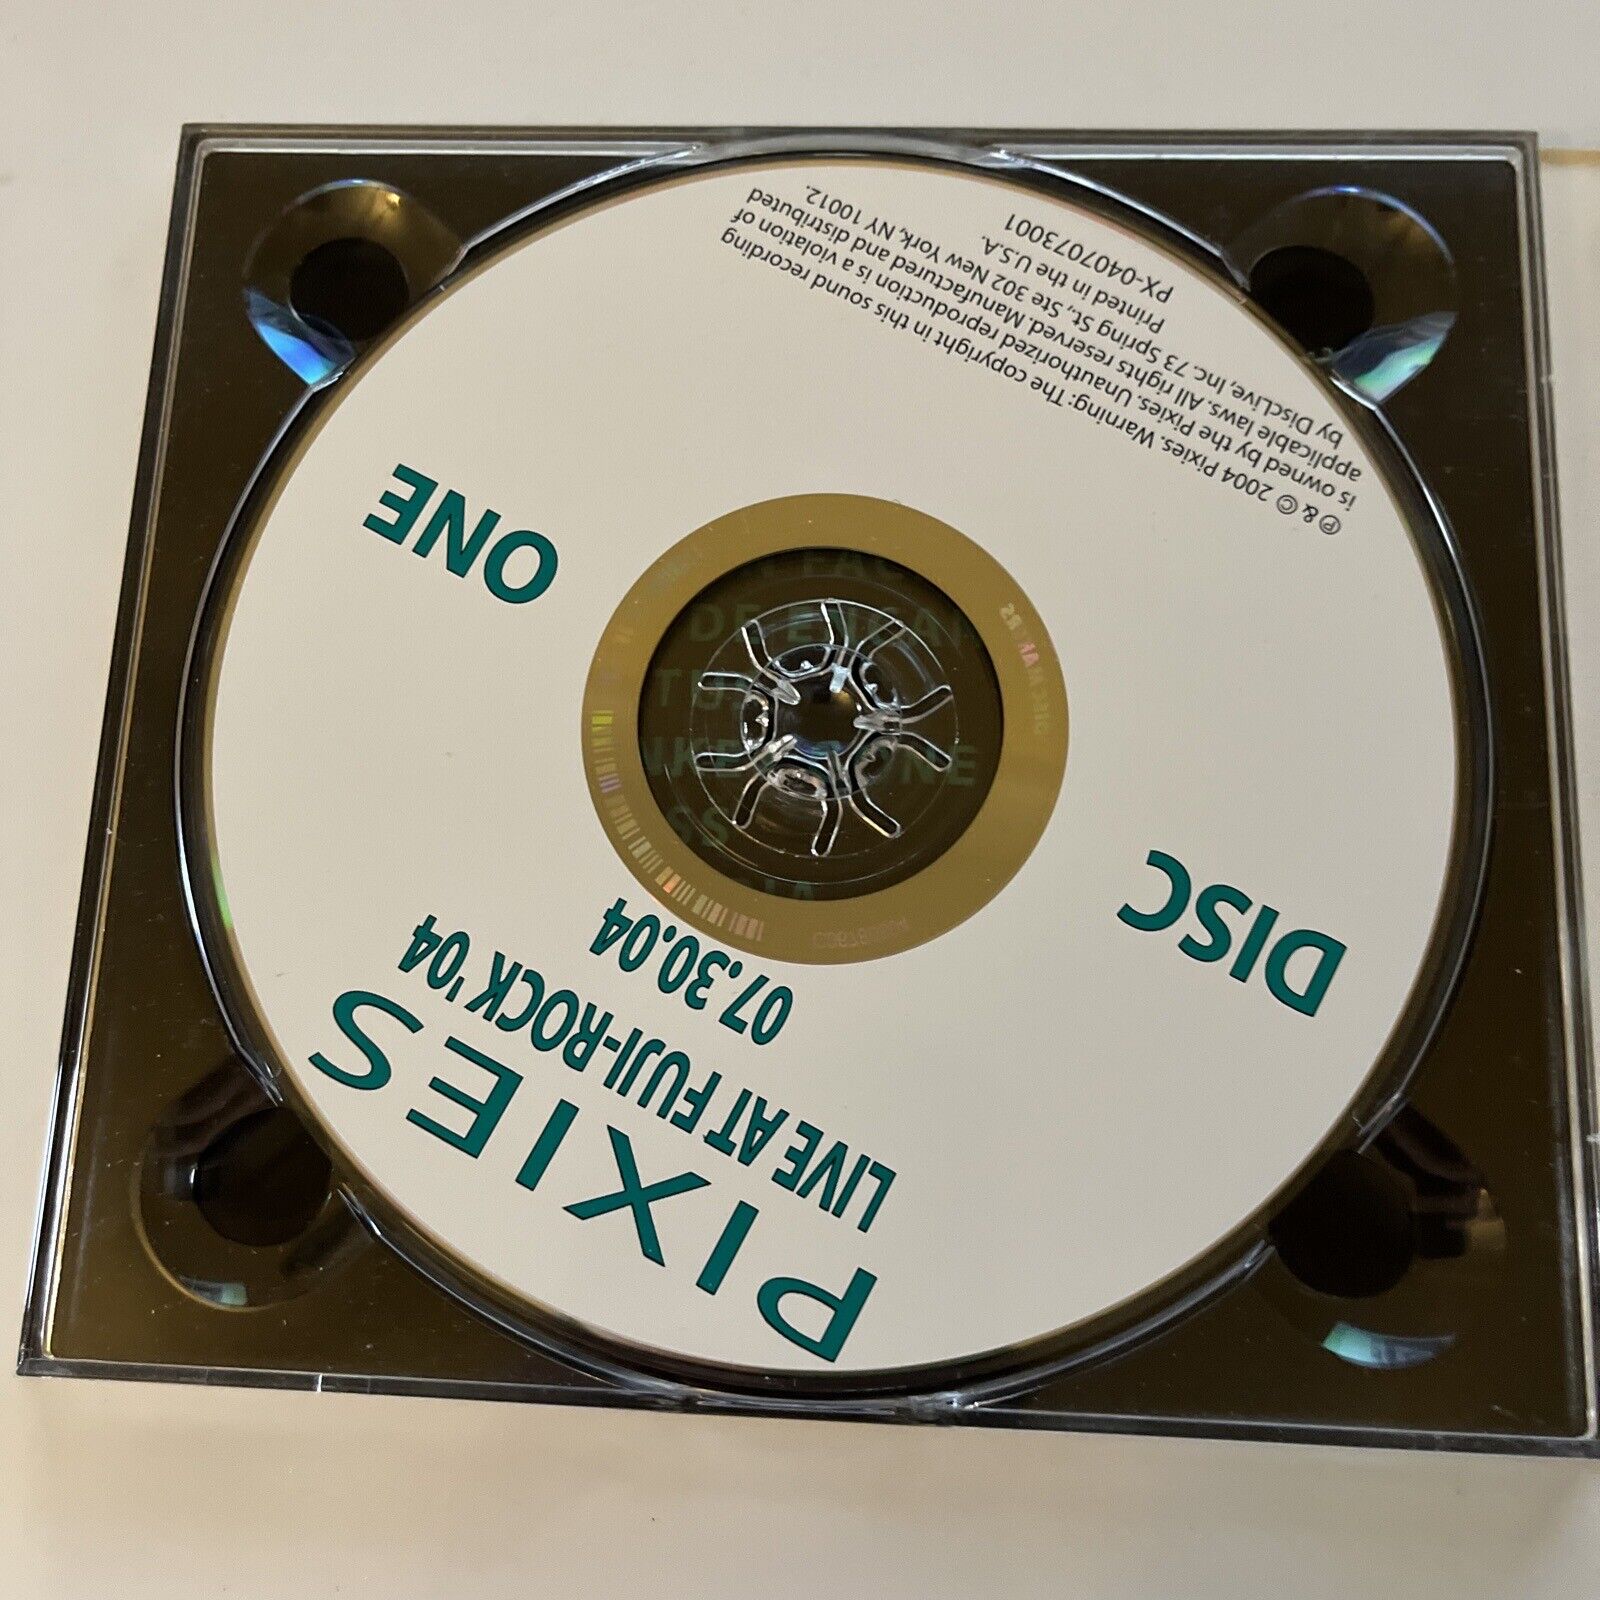 PIXIES
LIVE AT FUJI-ROCK '04
07.30.04
DISC
ONE
℗ & © 2004 Pixies. Warning: The copyright in this sound recording
is owned by the Pixies. Unauthorized reproduction is a violation of
applicable laws. All rights reserved. Manufactured and distributed
by DiscLive, Inc. 73 Spring St., Ste 302 New York, NY 10012.
Printed in the U.S.A.
PX-0407073001